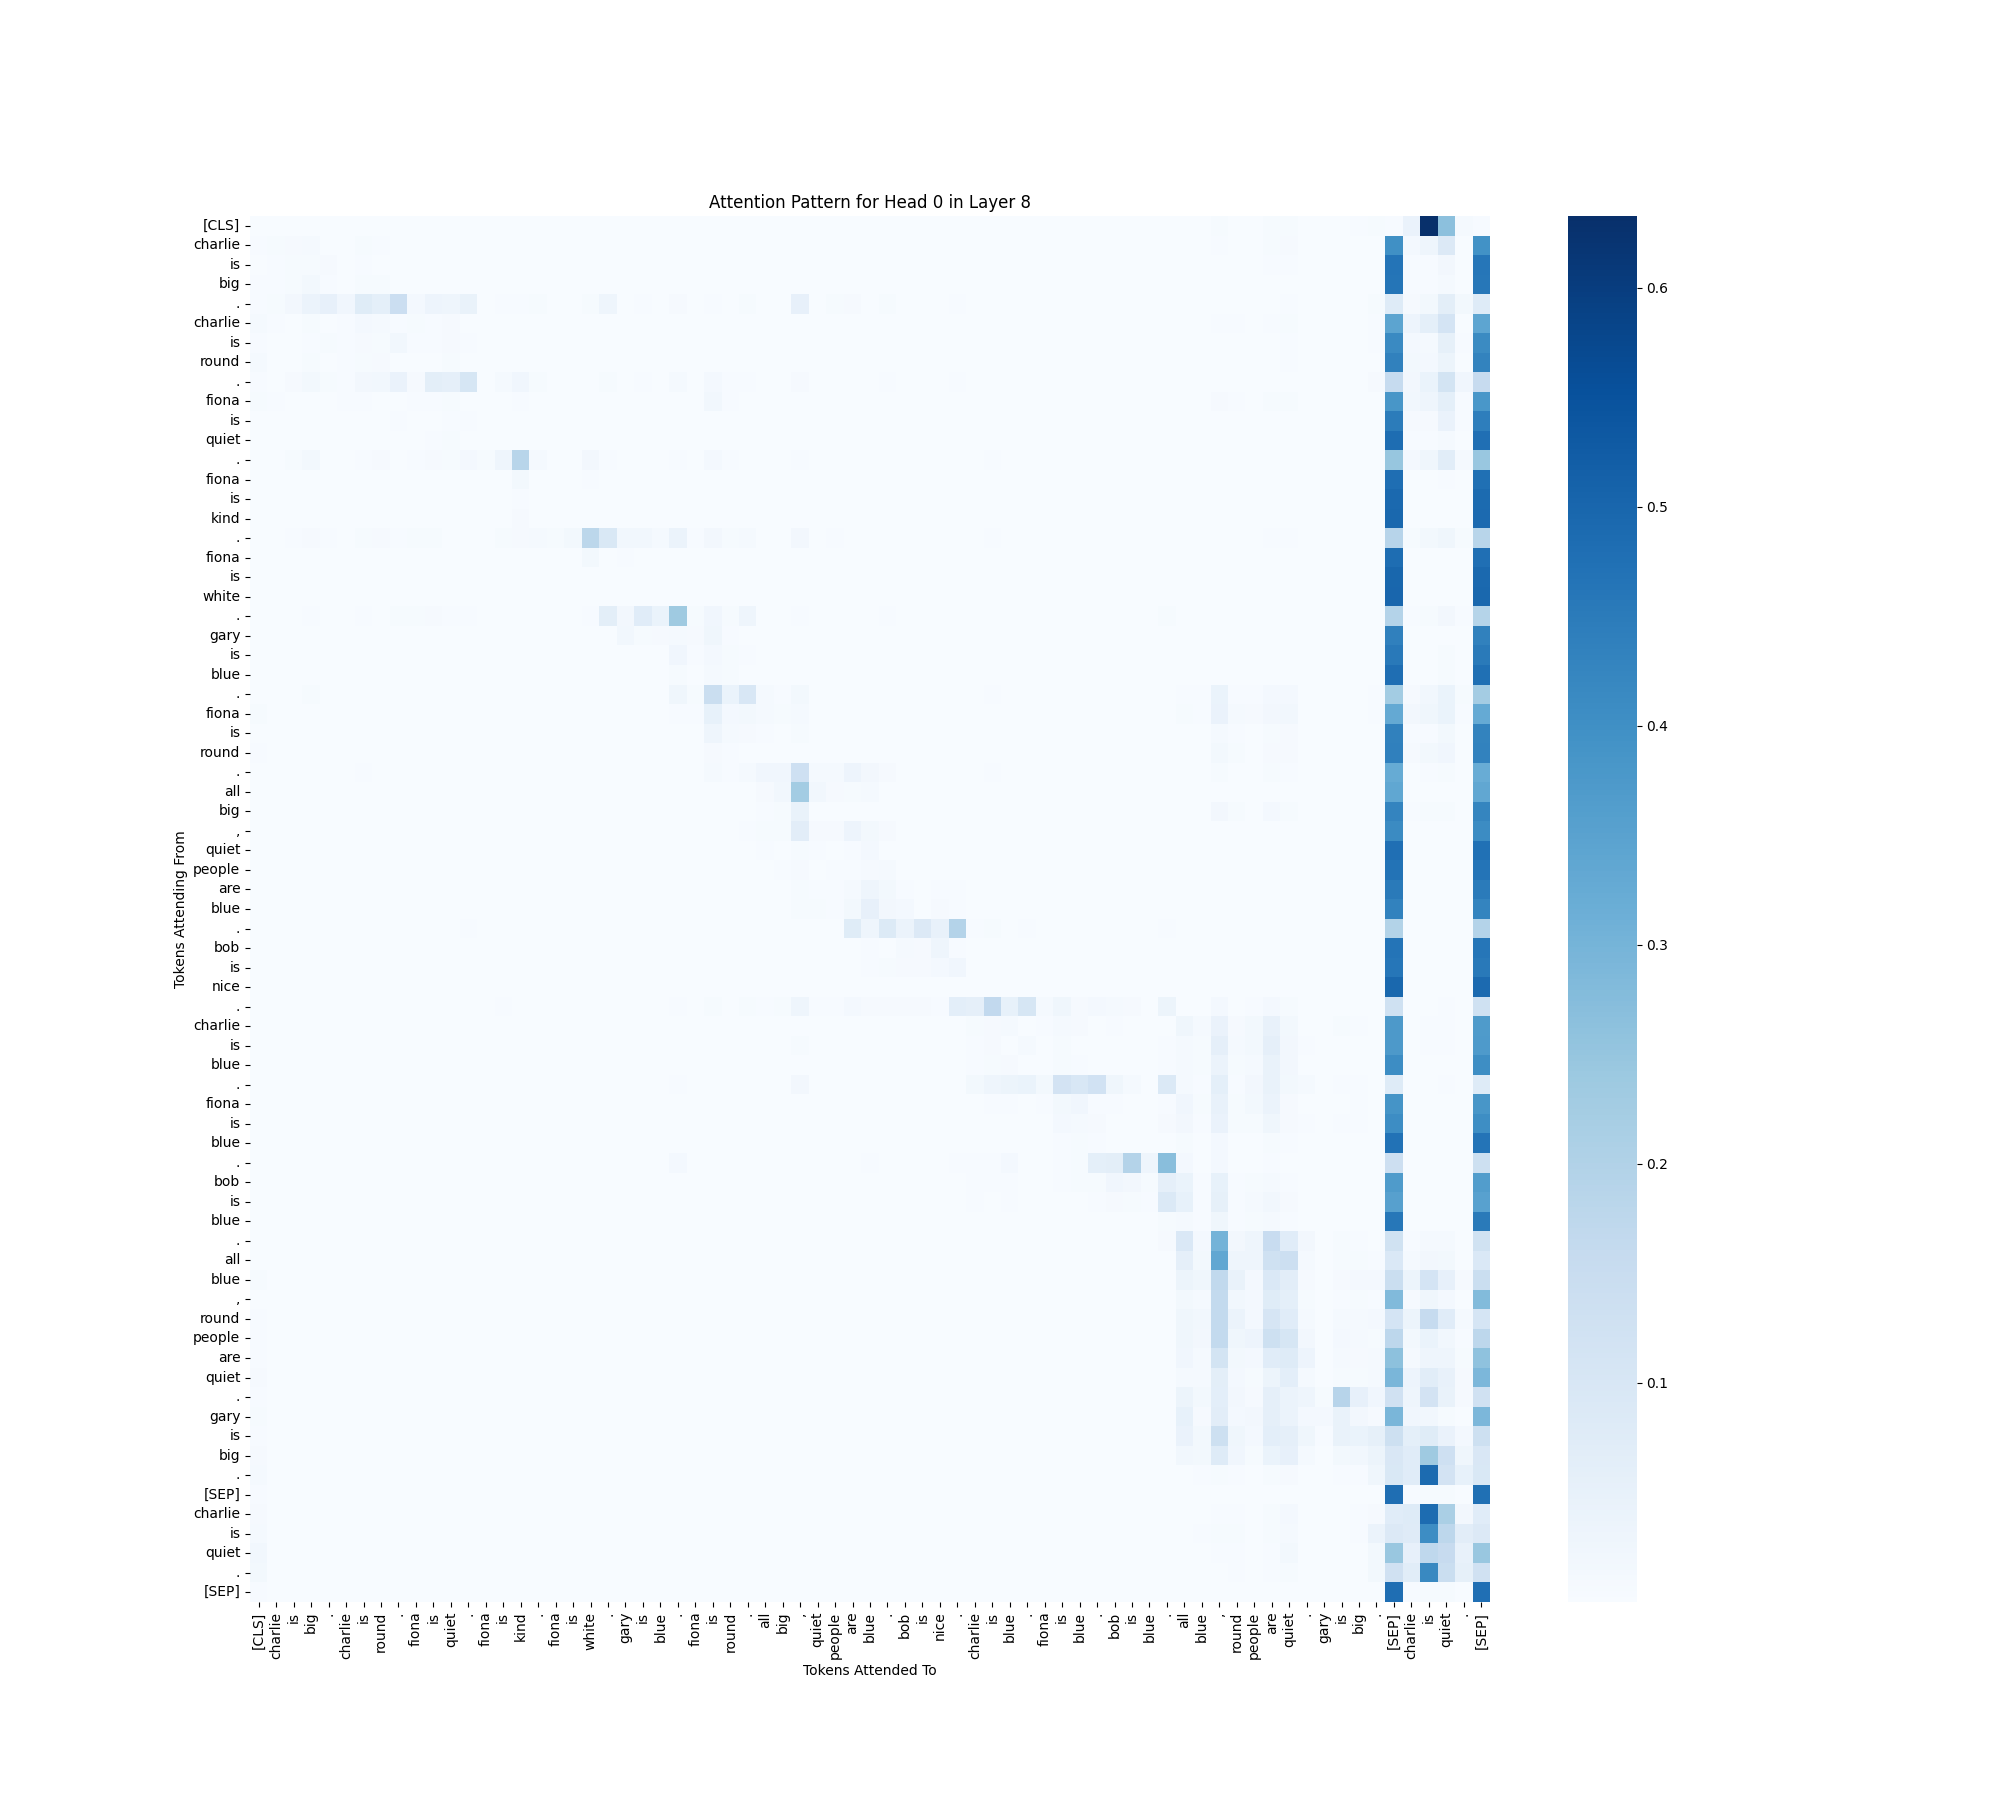 Attention Pattern for Head 0 in Layer 8
Tokens Attending From
[CLS]
charlie
is
big
.
charlie
is
round
.
fiona
is
quiet
.
fiona
is
kind
.
fiona
is
white
.
gary
is
blue
.
fiona
is
round
.
all
big
,
quiet
people
are
blue
.
bob
is
nice
.
charlie
is
blue
.
fiona
is
blue
.
bob
is
blue
.
all
blue
,
round
people
are
quiet
.
gary
is
big
.
[SEP]
charlie
is
quiet
.
[SEP]
[CLS]
charlie
is
big
.
charlie
is
round
.
fiona
is
quiet
.
fiona
is
kind
.
fiona
is
white
.
gary
is
blue
.
fiona
is
round
.
all
big
,
quiet
people
are
blue
.
bob
is
nice
.
charlie
is
blue
.
fiona
is
blue
.
bob
is
blue
.
all
blue
,
round
people
are
quiet
.
gary
is
big
.
[SEP]
charlie
is
quiet
.
[SEP]
Tokens Attended To
0.6
0.5
0.4
0.3
0.2
0.1